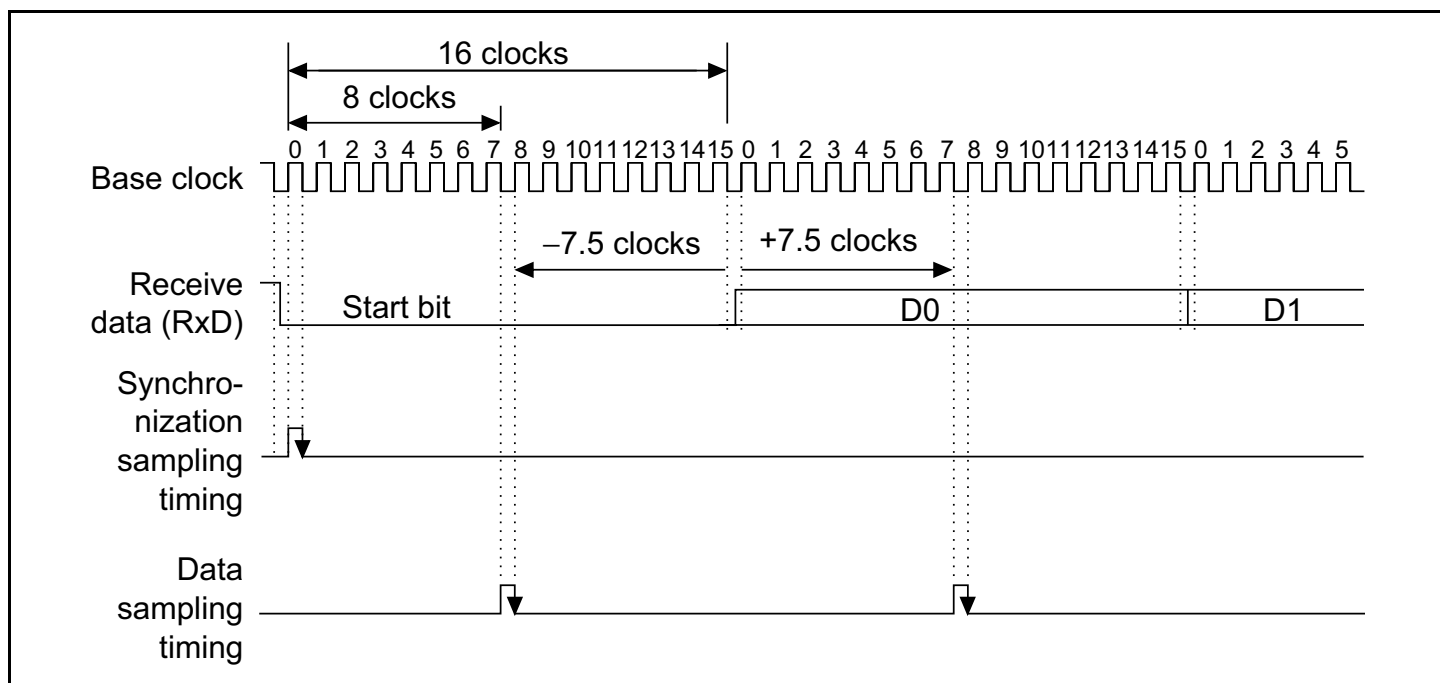 16 clocks
8 clocks
0 1 2 3 4 5 6 7 8 9 10 11 12 13 14 15 0 1 2 3 4 5 6 7 8 9 10 11 12 13 14 15 0 1 2 3 4 5
Base clock
–7.5 clocks +7.5 clocks
Receive
data (RxD)
Start bit D0 D1
Synchro-
nization
sampling
timing
Data
sampling
timing